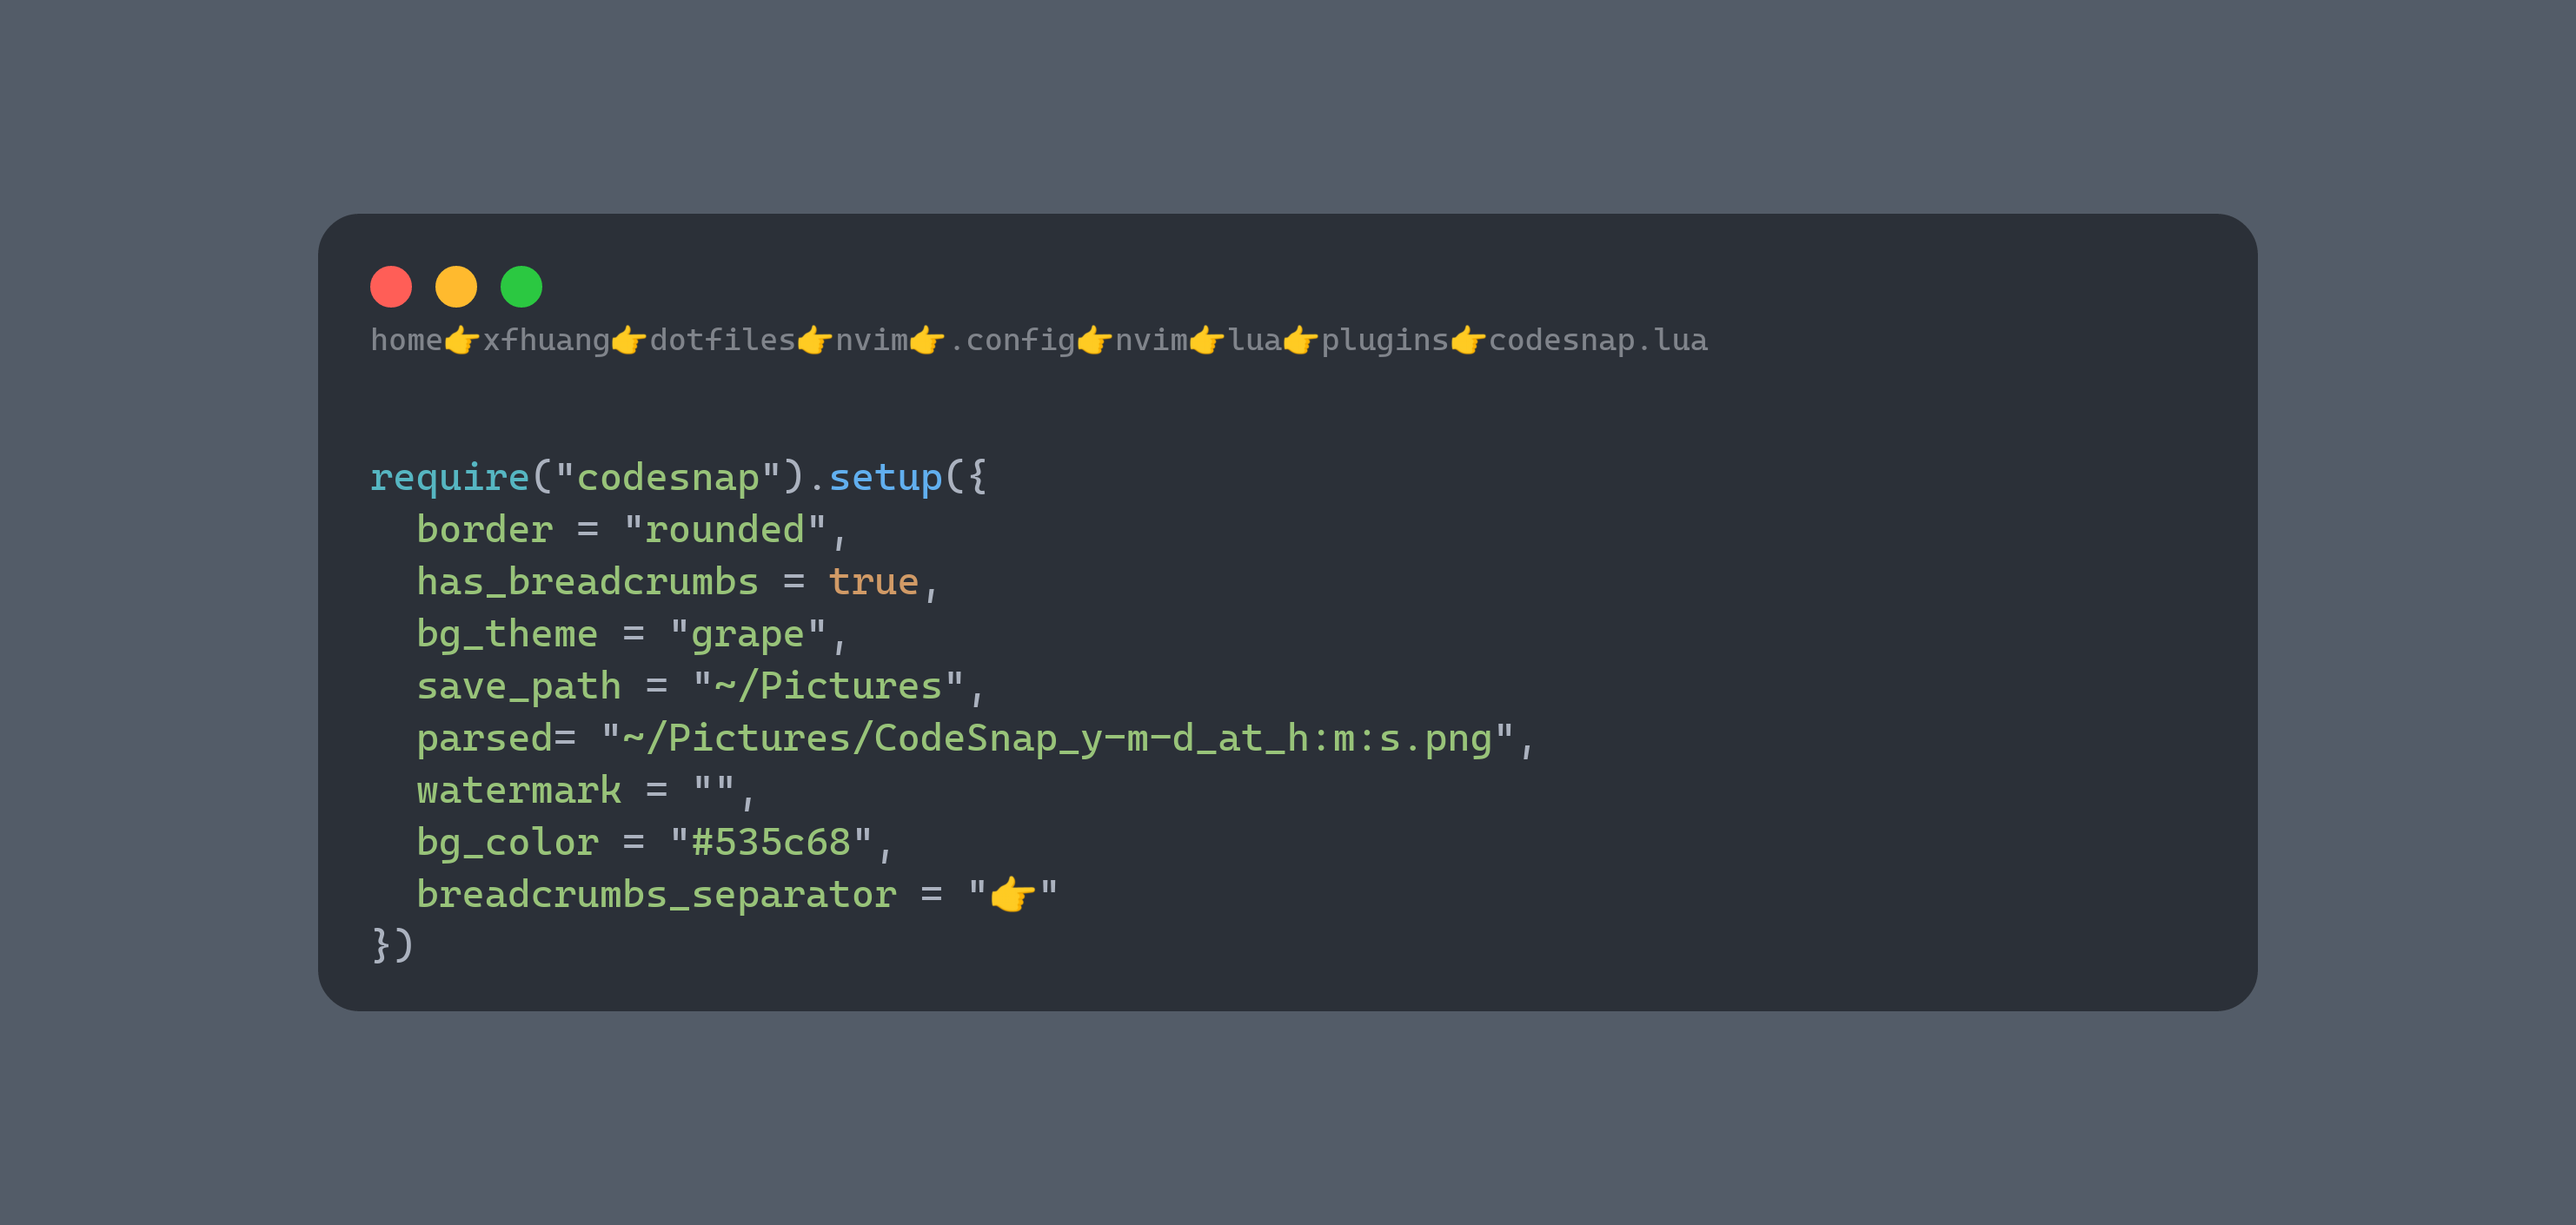 home👉xfhuang👉dotfiles👉nvim👉.config👉nvim👉lua👉plugins👉codesnap.lua
require("codesnap").setup({
  border = "rounded",
  has_breadcrumbs = true,
  bg_theme = "grape",
  save_path = "~/Pictures",
  parsed= "~/Pictures/CodeSnap_y-m-d_at_h:m:s.png",
  watermark = "",
  bg_color = "#535c68",
  breadcrumbs_separator = "👉"
})